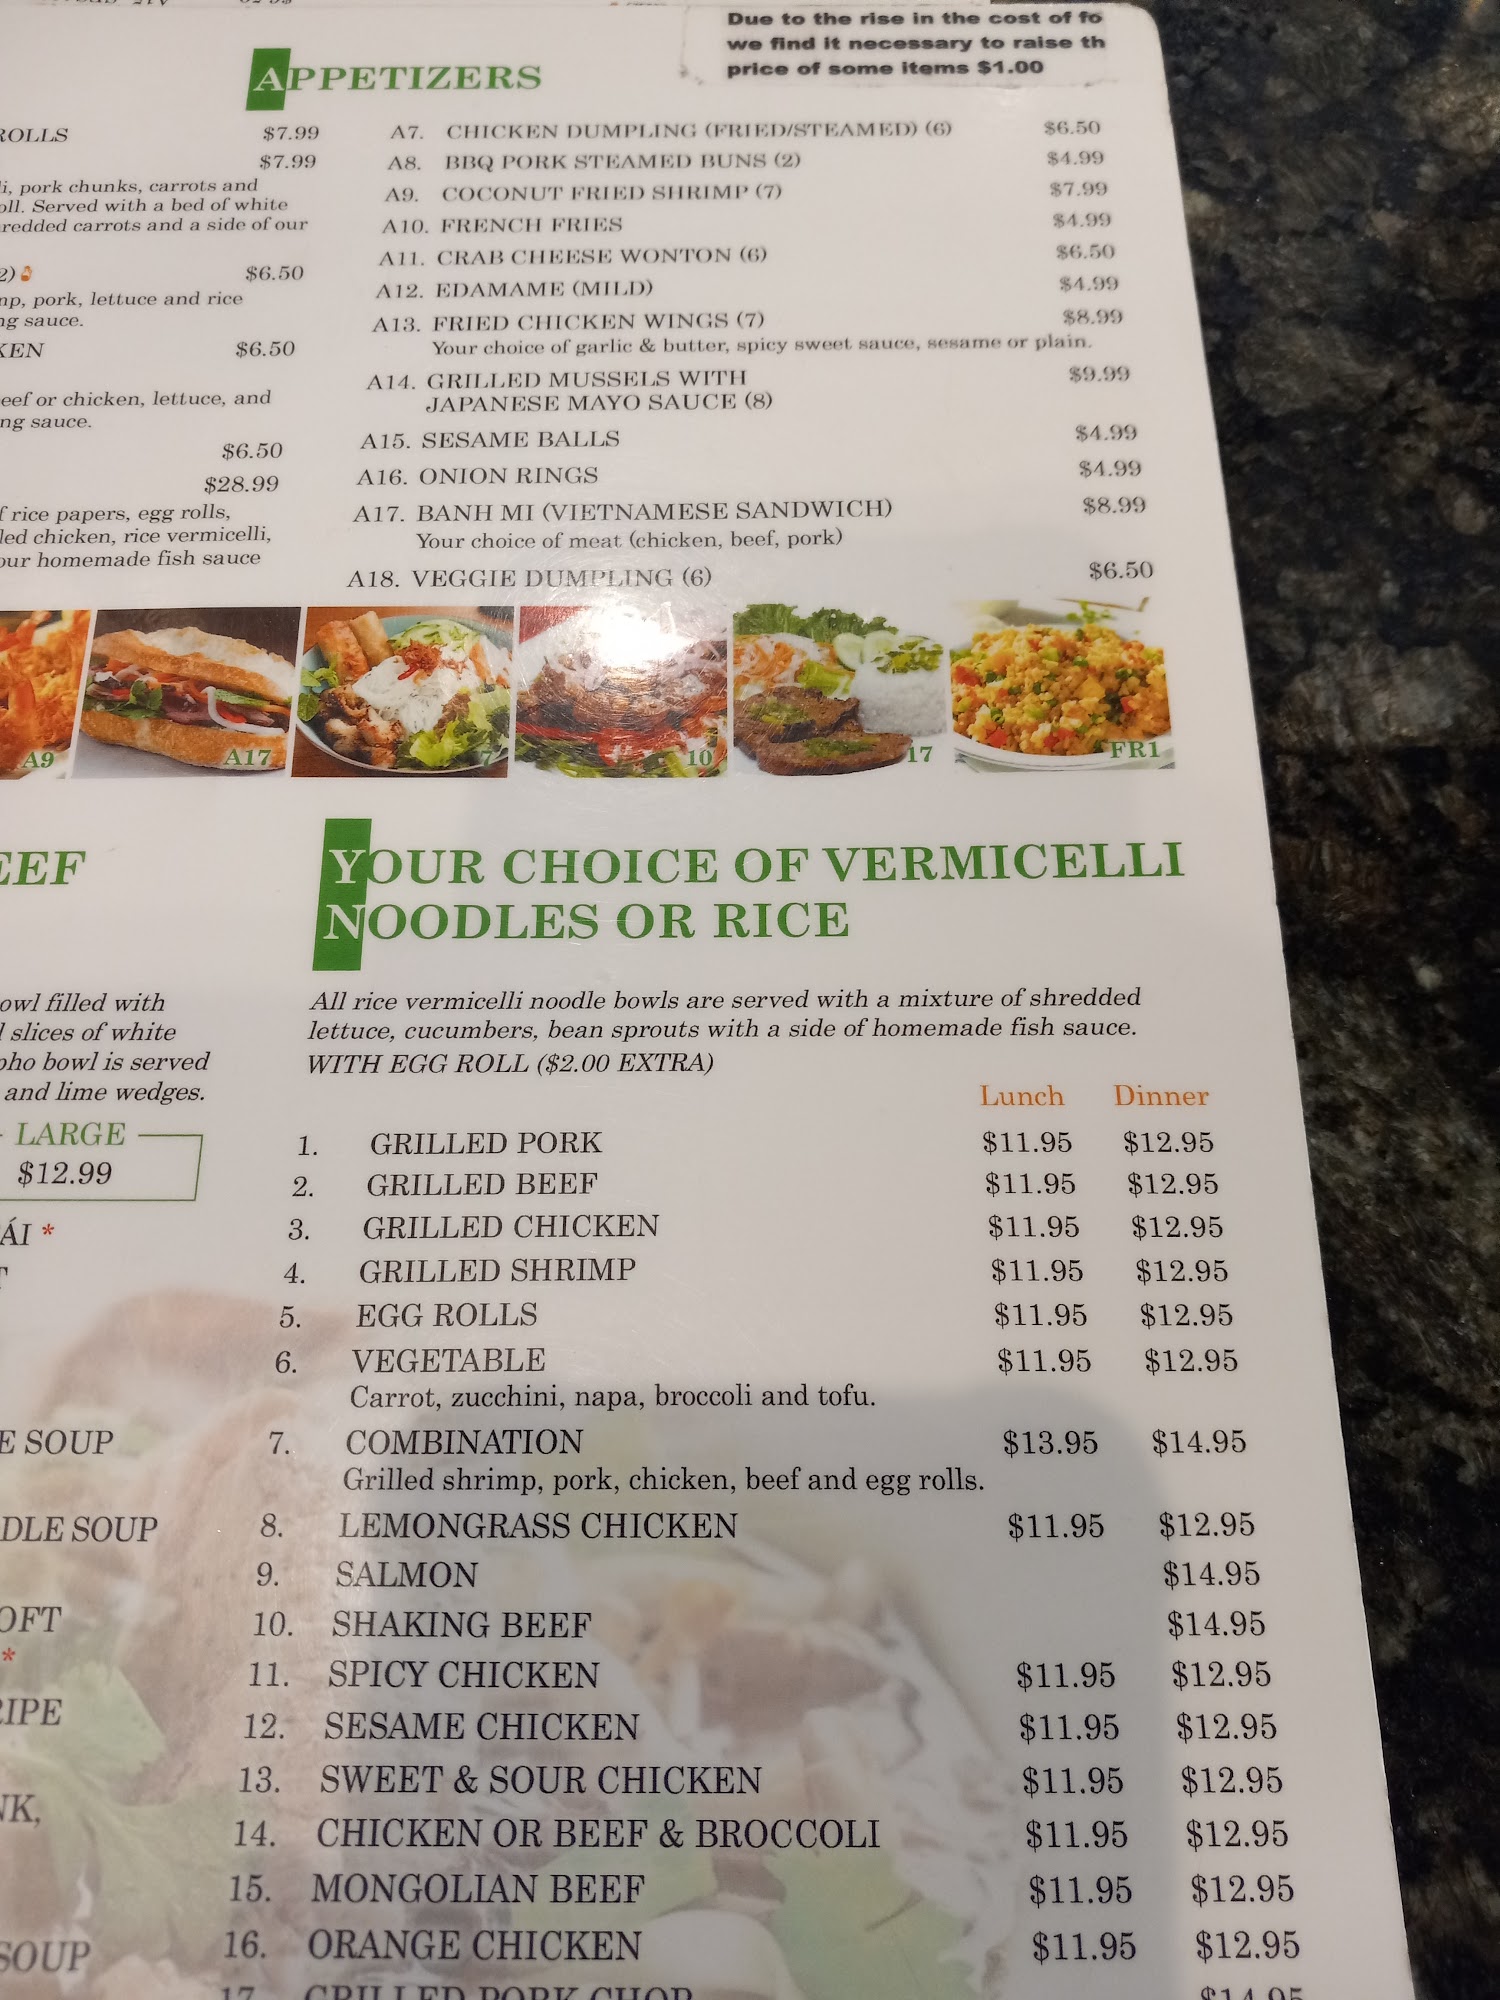 Due to the rise in the cost of fo
we find it necessary to raise th
price of some items $1.00
APPETIZERS
ROLLS $7.99
$7.99
li, pork chunks, carrots and
oll. Served with a bed of white
redded carrots and a side of our
2) $6.50
mp, pork, lettuce and rice
ng sauce.
KEN $6.50
eef or chicken, lettuce, and
ng sauce.
$6.50
$28.99
f rice papers, egg rolls,
led chicken, rice vermicelli,
our homemade fish sauce
A7. CHICKEN DUMPLING (FRIED/STEAMED) (6) $6.50
A8. BBQ PORK STEAMED BUNS (2) $4.99
A9. COCONUT FRIED SHRIMP (7) $7.99
A10. FRENCH FRIES $4.99
A11. CRAB CHEESE WONTON (6) $6.50
A12. EDAMAME (MILD) $4.99
A13. FRIED CHICKEN WINGS (7) $8.99
Your choice of garlic & butter, spicy sweet sauce, sesame or plain.
A14. GRILLED MUSSELS WITH $9.99
JAPANESE MAYO SAUCE (8)
A15. SESAME BALLS $4.99
A16. ONION RINGS $4.99
A17. BANH MI (VIETNAMESE SANDWICH) $8.99
Your choice of meat (chicken, beef, pork)
A18. VEGGIE DUMPLING (6) $6.50
A9 A17 7 10 17 FR1
EEF
owl filled with
l slices of white
pho bowl is served
and lime wedges.
LARGE
$12.99
ÁI *
T
E SOUP
DLE SOUP
OFT
*
RIPE
NK,
SOUP
YOUR CHOICE OF VERMICELLI
NOODLES OR RICE
All rice vermicelli noodle bowls are served with a mixture of shredded
lettuce, cucumbers, bean sprouts with a side of homemade fish sauce.
WITH EGG ROLL ($2.00 EXTRA)
Lunch Dinner
1. GRILLED PORK $11.95 $12.95
2. GRILLED BEEF $11.95 $12.95
3. GRILLED CHICKEN $11.95 $12.95
4. GRILLED SHRIMP $11.95 $12.95
5. EGG ROLLS $11.95 $12.95
6. VEGETABLE $11.95 $12.95
Carrot, zucchini, napa, broccoli and tofu.
7. COMBINATION $13.95 $14.95
Grilled shrimp, pork, chicken, beef and egg rolls.
8. LEMONGRASS CHICKEN $11.95 $12.95
9. SALMON $14.95
10. SHAKING BEEF $14.95
11. SPICY CHICKEN $11.95 $12.95
12. SESAME CHICKEN $11.95 $12.95
13. SWEET & SOUR CHICKEN $11.95 $12.95
14. CHICKEN OR BEEF & BROCCOLI $11.95 $12.95
15. MONGOLIAN BEEF $11.95 $12.95
16. ORANGE CHICKEN $11.95 $12.95
17. GRILLED PORK CHOP $14.95